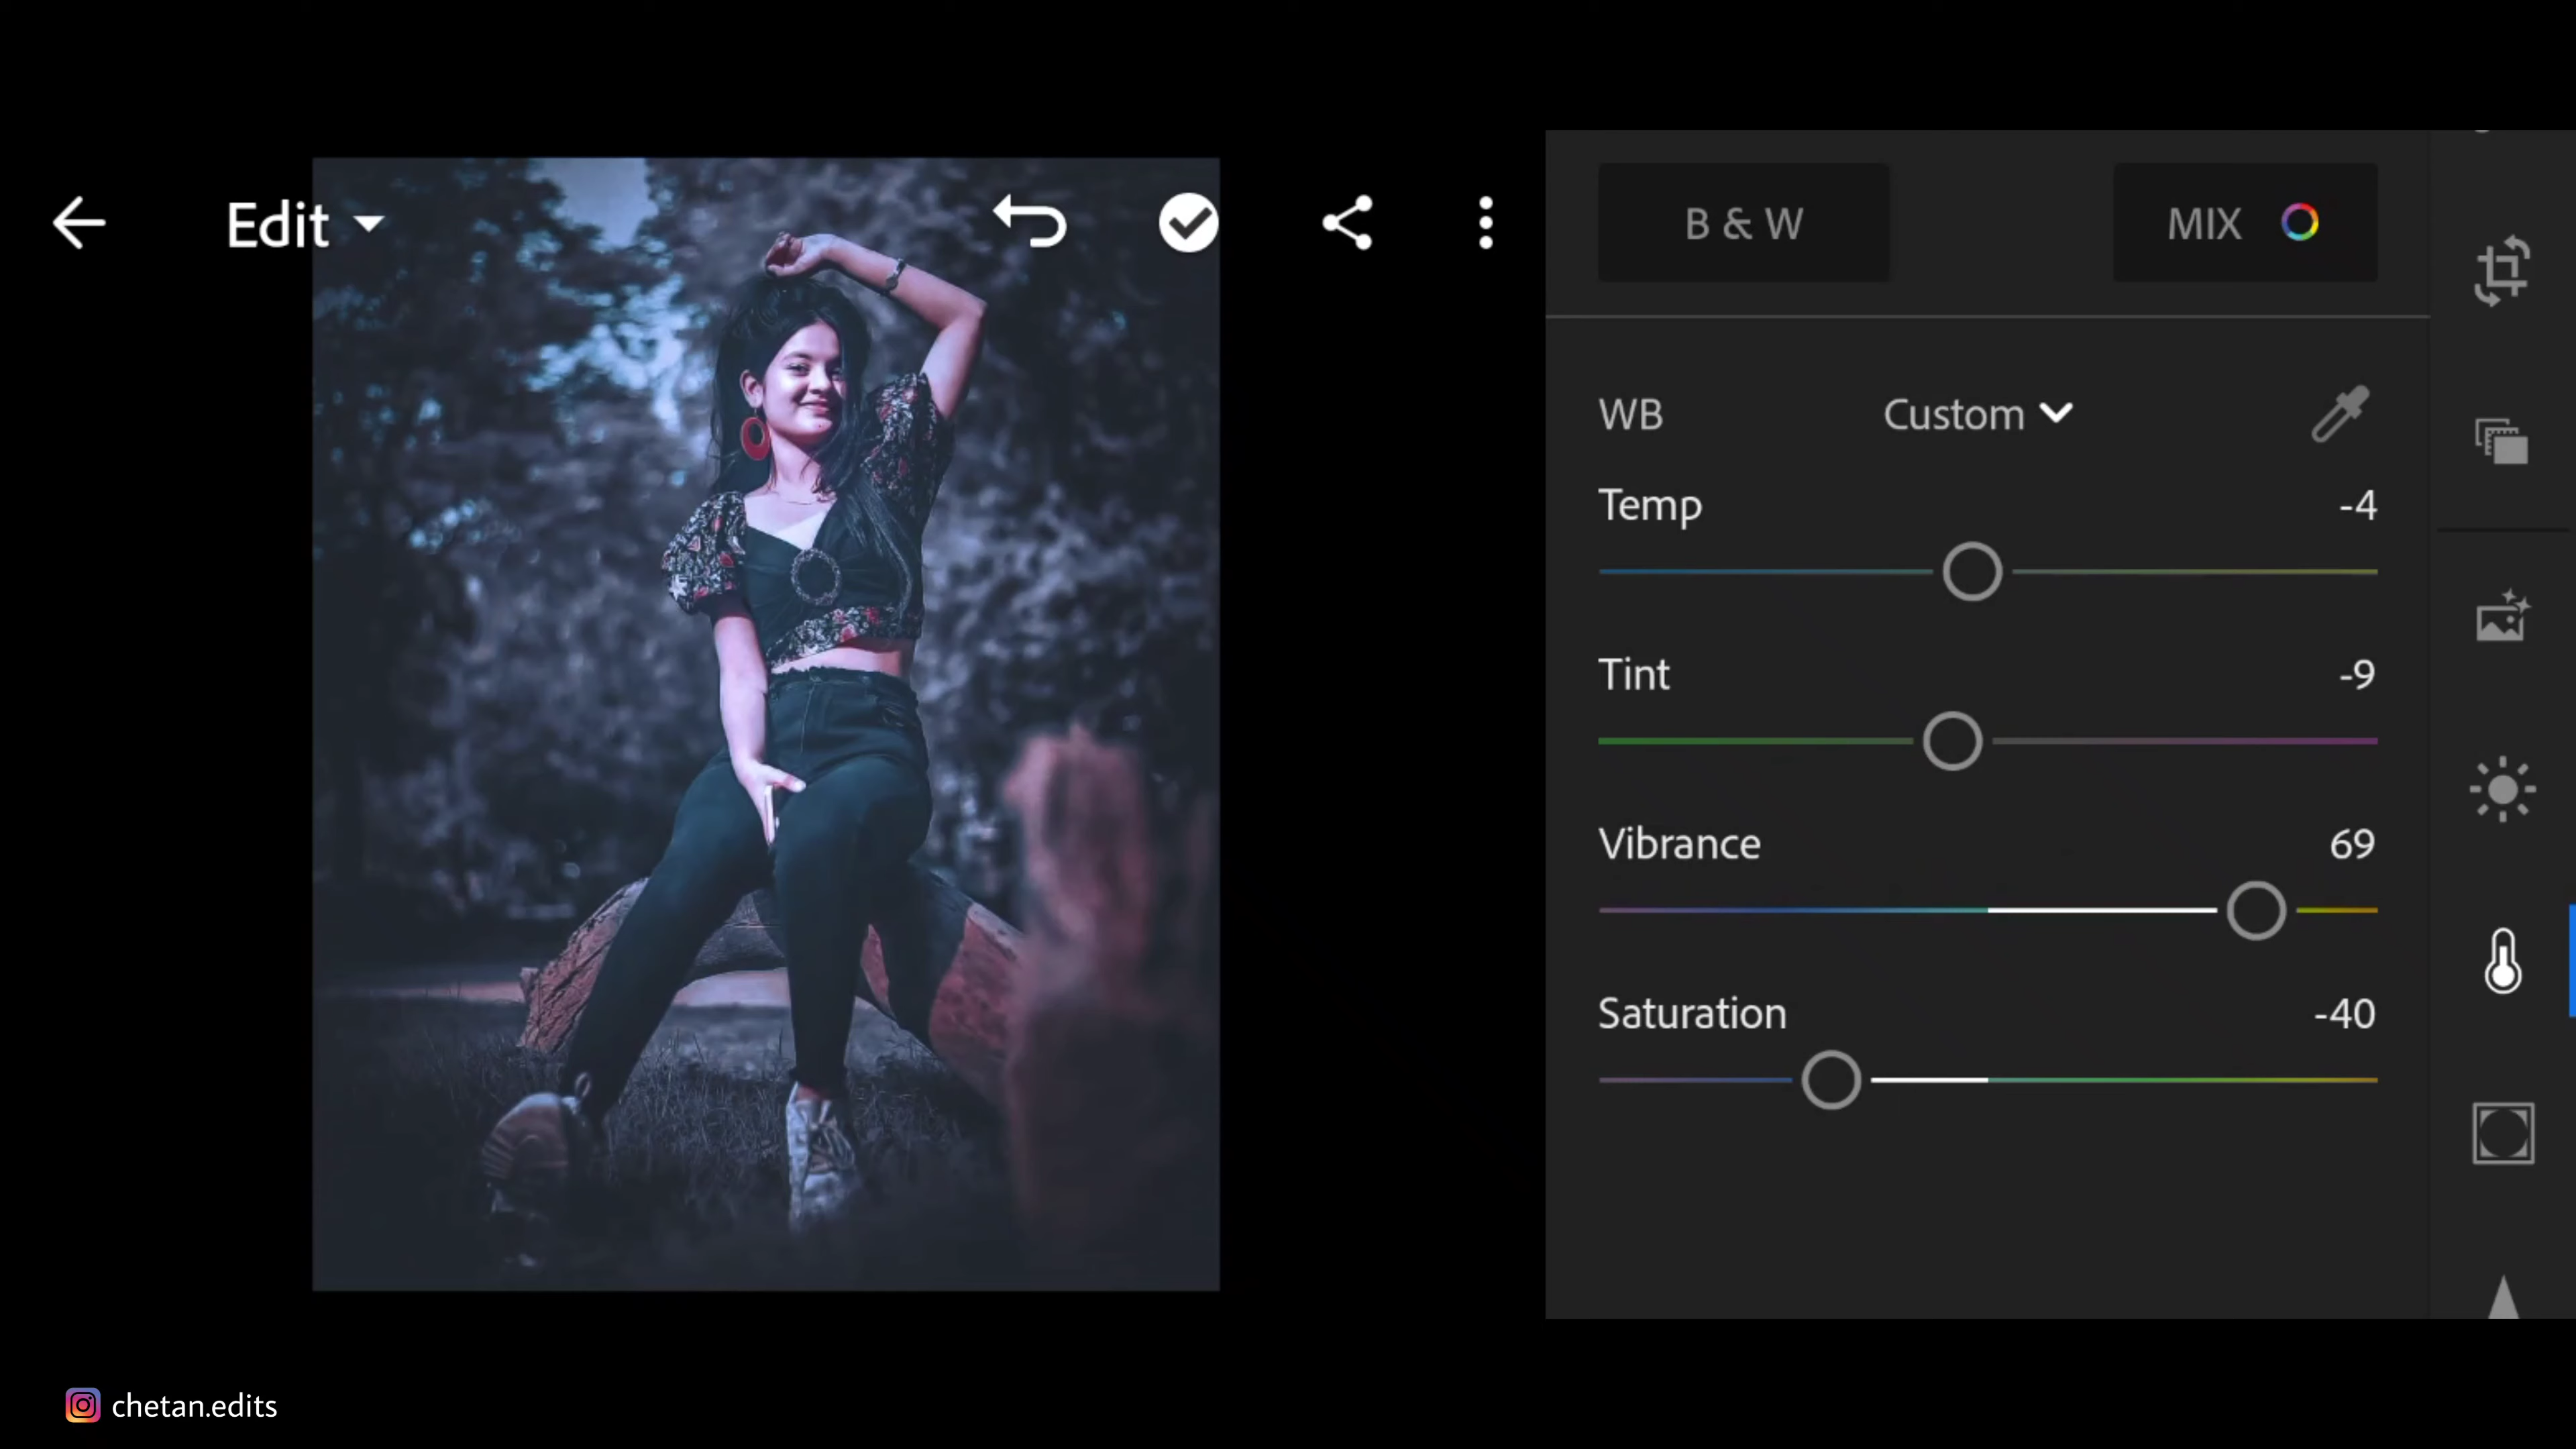 Edit
B & W
MIX
WB Custom
Temp -4
Tint -9
Vibrance 69
Saturation -40
chetan.edits